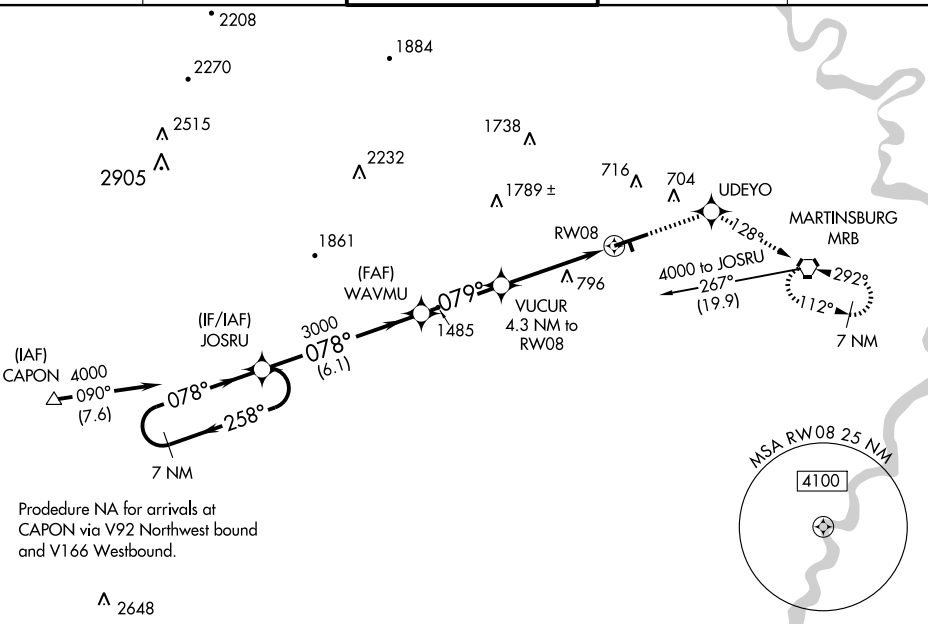 2208
1884
2270
2515
1738
2905
2232
716
704
1789 ±
UDEYO
MARTINSBURG
MRB
RW08
128°
1861
(FAF)
WAVMU
4000 to JOSRU
267°
(19.9)
292°
112°
7 NM
079°
796
VUCUR
4.3 NM to
RW08
1485
(IF/IAF)
JOSRU
3000
078°
(6.1)
(IAF)
CAPON
4000
090°
(7.6)
078°
258°
7 NM
MSA RW08 25 NM
4100
Prodedure NA for arrivals at
CAPON via V92 Northwest bound
and V166 Westbound.
2648